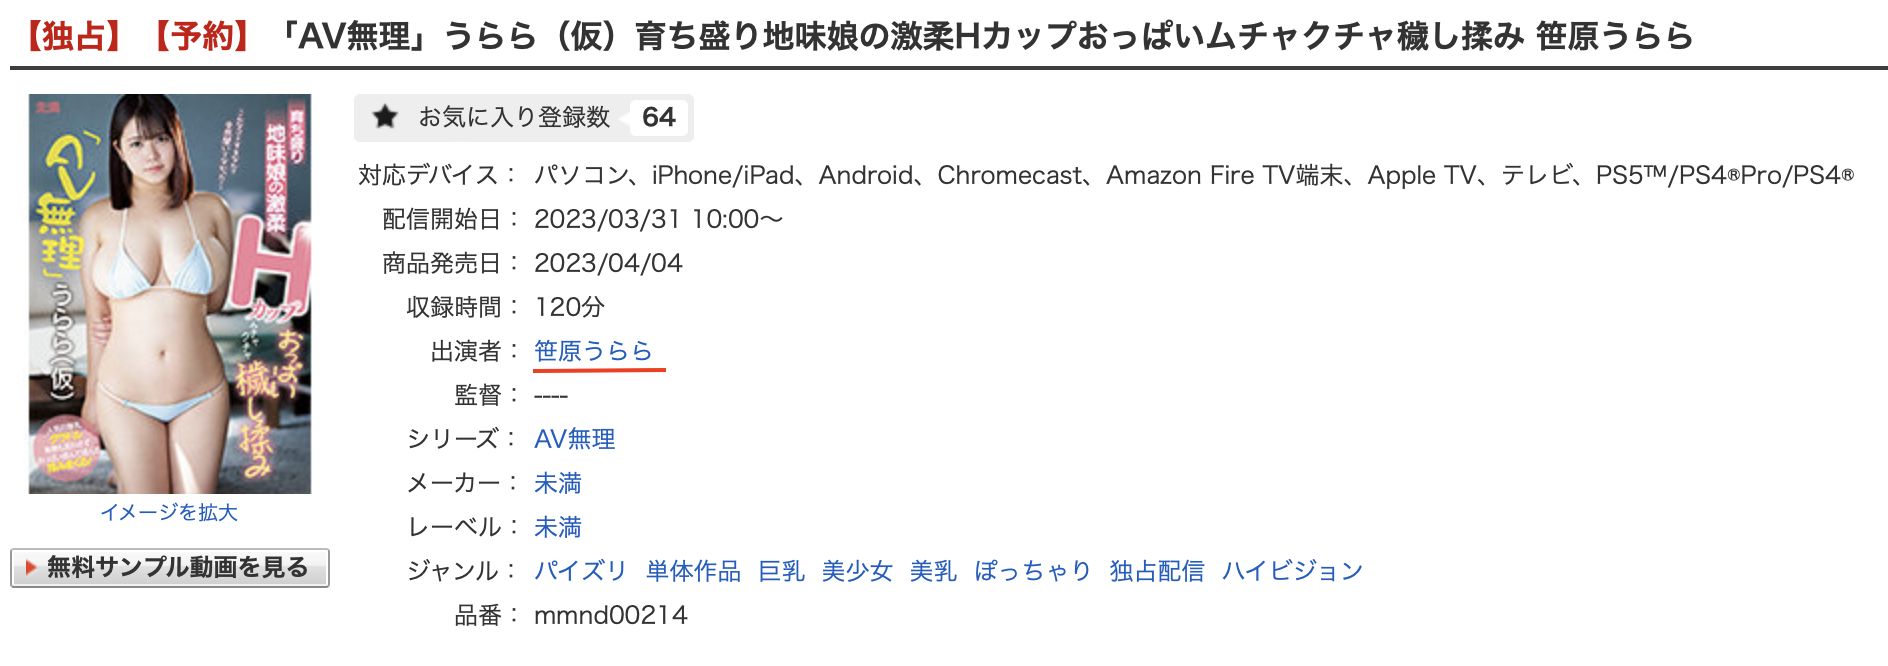 【独占】【予約】「AV無理」うらら（仮）育ち盛り地味娘の激柔Hカップおっぱいムチャクチャ穢し揉み 笹原うらら
未満
「AV無理」うらら(仮)
育ち盛り
地味娘の激柔
Hカップ
ムチャクチャ
おっぱい
穢し揉み
イメージを拡大
無料サンプル動画を見る
★ お気に入り登録数 64
対応デバイス： パソコン、iPhone/iPad、Android、Chromecast、Amazon Fire TV端末、Apple TV、テレビ、PS5™/PS4®Pro/PS4®
配信開始日： 2023/03/31 10:00～
商品発売日： 2023/04/04
収録時間： 120分
出演者： 笹原うらら
監督： ----
シリーズ： AV無理
メーカー： 未満
レーベル： 未満
ジャンル： パイズリ 単体作品 巨乳 美少女 美乳 ぽっちゃり 独占配信 ハイビジョン
品番： mmnd00214